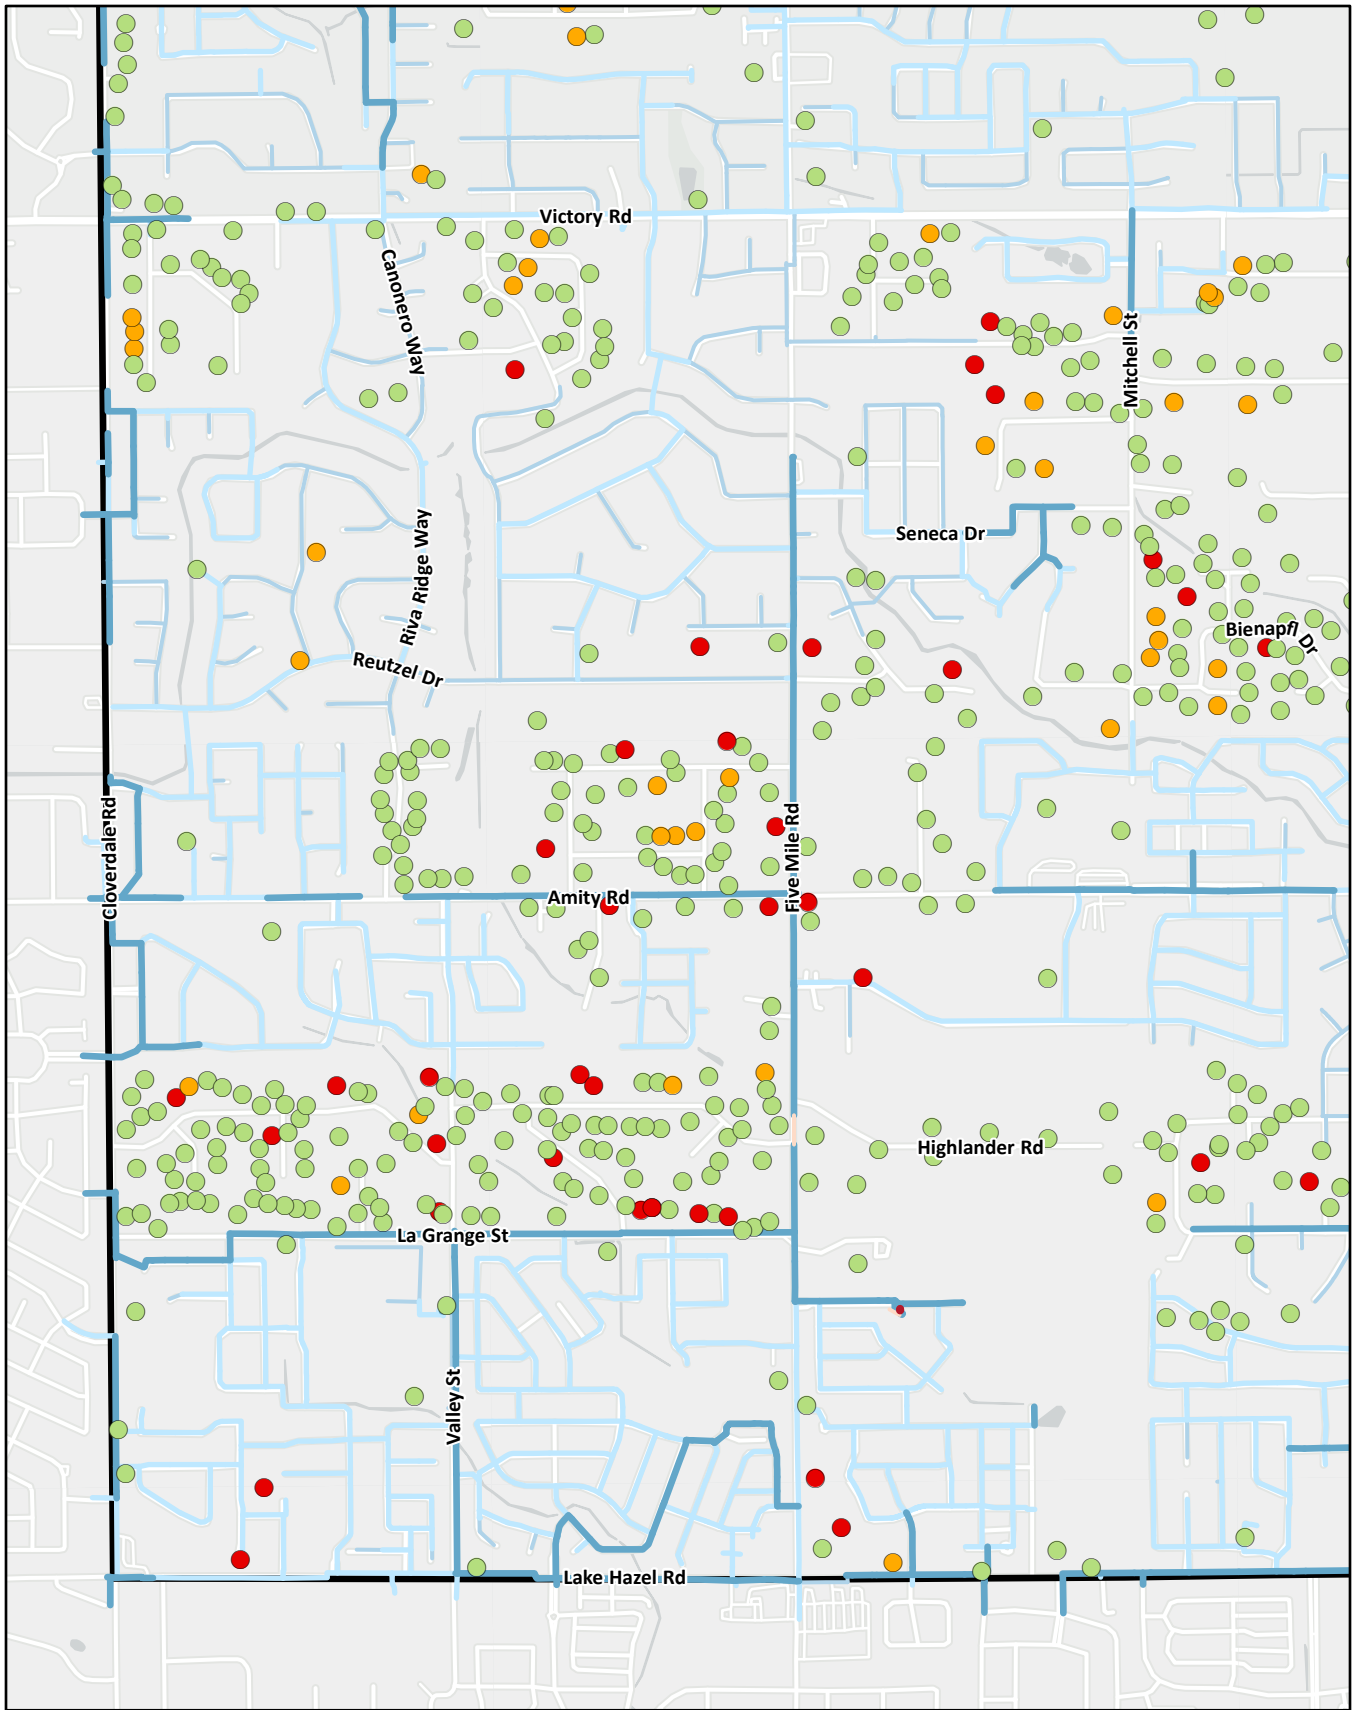 Victory Rd
Canonero Way
Mitchell St
Seneca Dr
Riva Ridge Way
Bienapfl Dr
Reutzel Dr
Cloverdale Rd
Five Mile Rd
Amity Rd
Highlander Rd
La Grange St
Valley St
Lake Hazel Rd